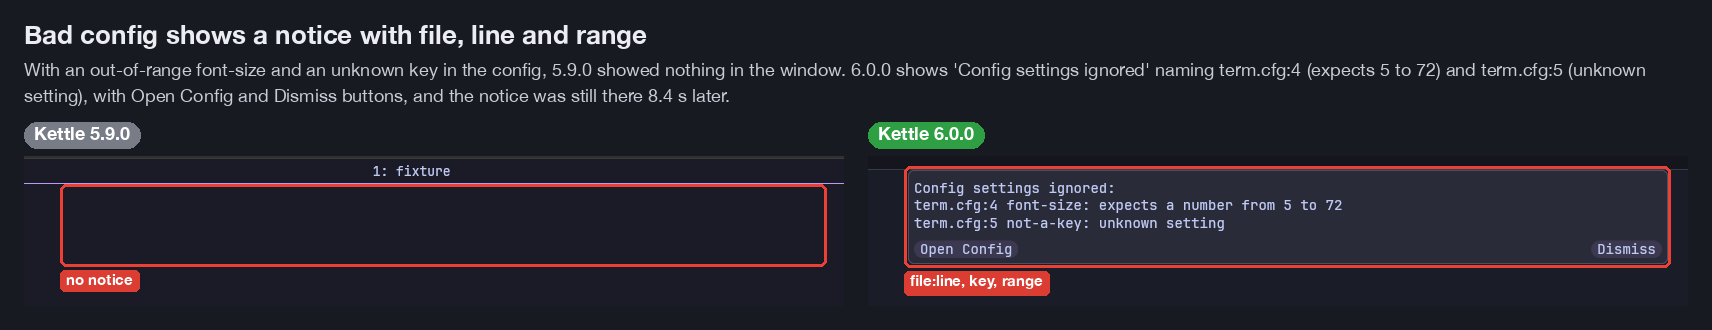 Bad config shows a notice with file, line and range
With an out-of-range font-size and an unknown key in the config, 5.9.0 showed nothing in the window. 6.0.0 shows 'Config settings ignored' naming term.cfg:4 (expects 5 to 72) and term.cfg:5 (unknown
setting), with Open Config and Dismiss buttons, and the notice was still there 8.4 s later.
Kettle 5.9.0
1: fixture
no notice
Kettle 6.0.0
Config settings ignored:
term.cfg:4 font-size: expects a number from 5 to 72
term.cfg:5 not-a-key: unknown setting
Open Config Dismiss
file:line, key, range